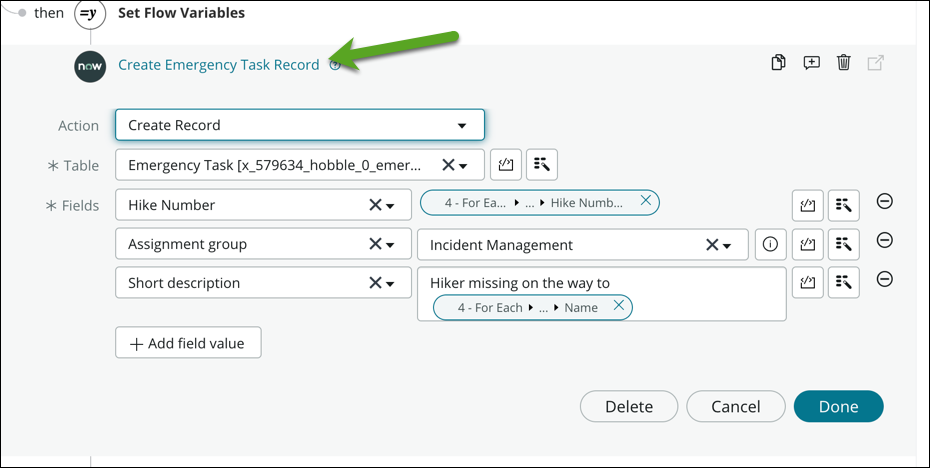 then =y Set Flow Variables
now Create Emergency Task Record
Action Create Record
* Table Emergency Task [x_579634_hobble_0_emer...
* Fields Hike Number 4 - For Ea... ▸ ... ▸ Hike Numb...
Assignment group Incident Management
Short description Hiker missing on the way to
4 - For Each ▸ ... ▸ Name
+ Add field value
Delete Cancel Done